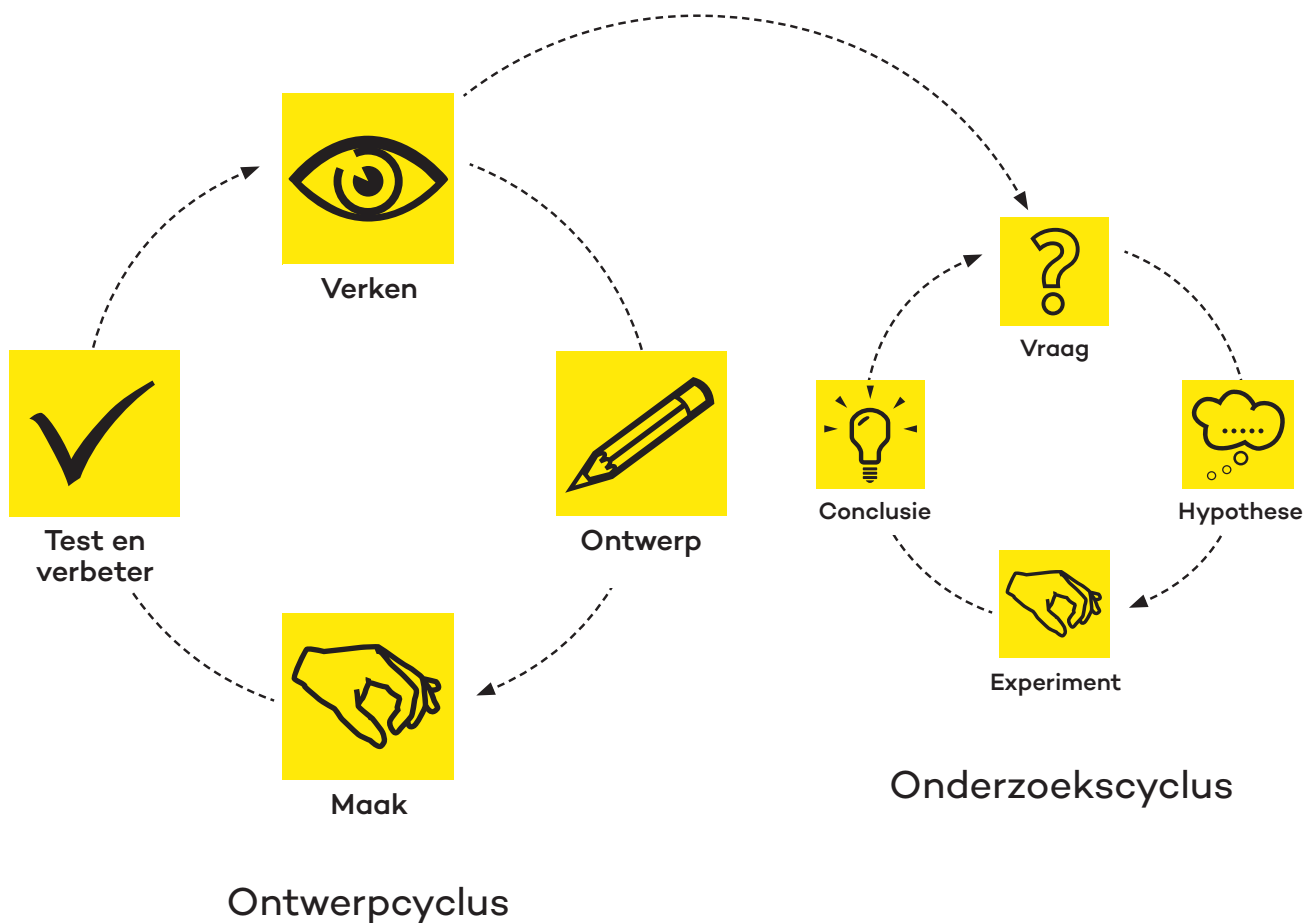 Verken
Ontwerp
Maak
Test en
verbeter
Ontwerpcyclus
Vraag
Hypothese
Experiment
Conclusie
Onderzoekscyclus